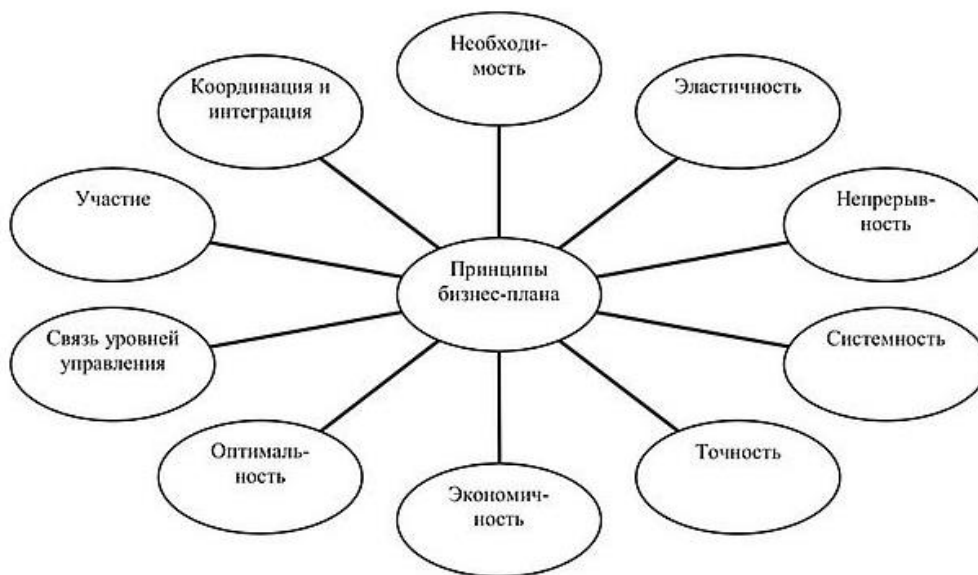 Необходи-
мость
Координация и
интеграция
Эластичность
Участие
Непрерыв-
ность
Принципы
бизнес-плана
Связь уровней
управления
Системность
Оптималь-
ность
Точность
Экономич-
ность